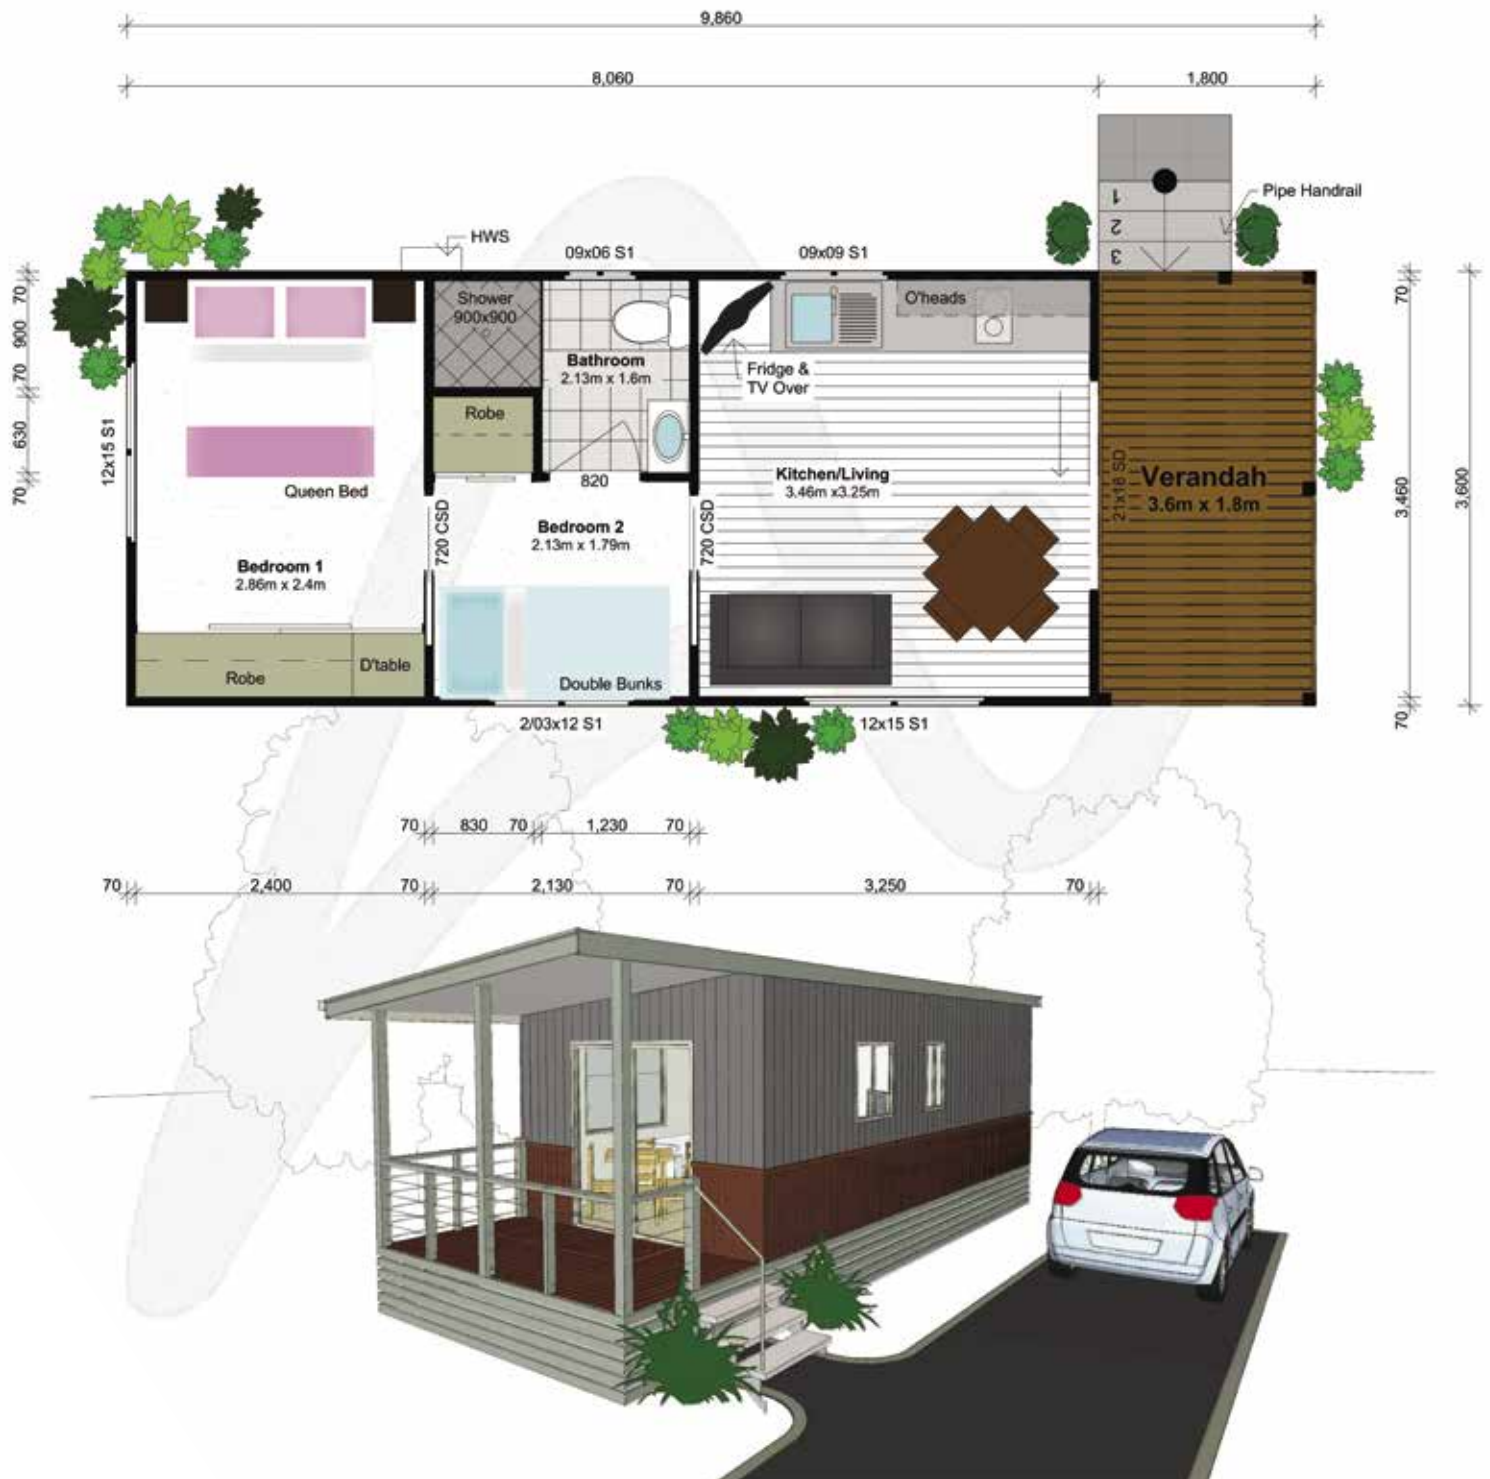 9,860
8,060
1,800
Pipe Handrail
1
2
3
HWS
09x06 S1
09x09 S1
70
900
70
630
70
12x15 S1
Shower
900x900
Bathroom
2.13m x 1.6m
O'heads
Fridge &
TV Over
Robe
820
Queen Bed
Kitchen/Living
3.46m x3.25m
21x16 SD
Verandah
3.6m x 1.8m
70
3,460
70
3,600
720 CSD
Bedroom 2
2.13m x 1.79m
720 CSD
Bedroom 1
2.86m x 2.4m
Robe
D'table
Double Bunks
2/03x12 S1
12x15 S1
70
830
70
1,230
70
70
2,400
70
2,130
70
3,250
70